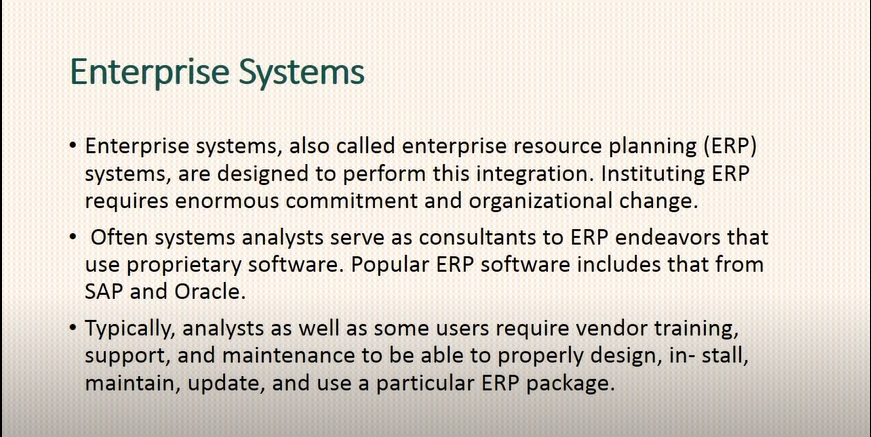 Enterprise Systems
• Enterprise systems, also called enterprise resource planning (ERP)
systems, are designed to perform this integration. Instituting ERP
requires enormous commitment and organizational change.
• Often systems analysts serve as consultants to ERP endeavors that
use proprietary software. Popular ERP software includes that from
SAP and Oracle.
• Typically, analysts as well as some users require vendor training,
support, and maintenance to be able to properly design, in- stall,
maintain, update, and use a particular ERP package.